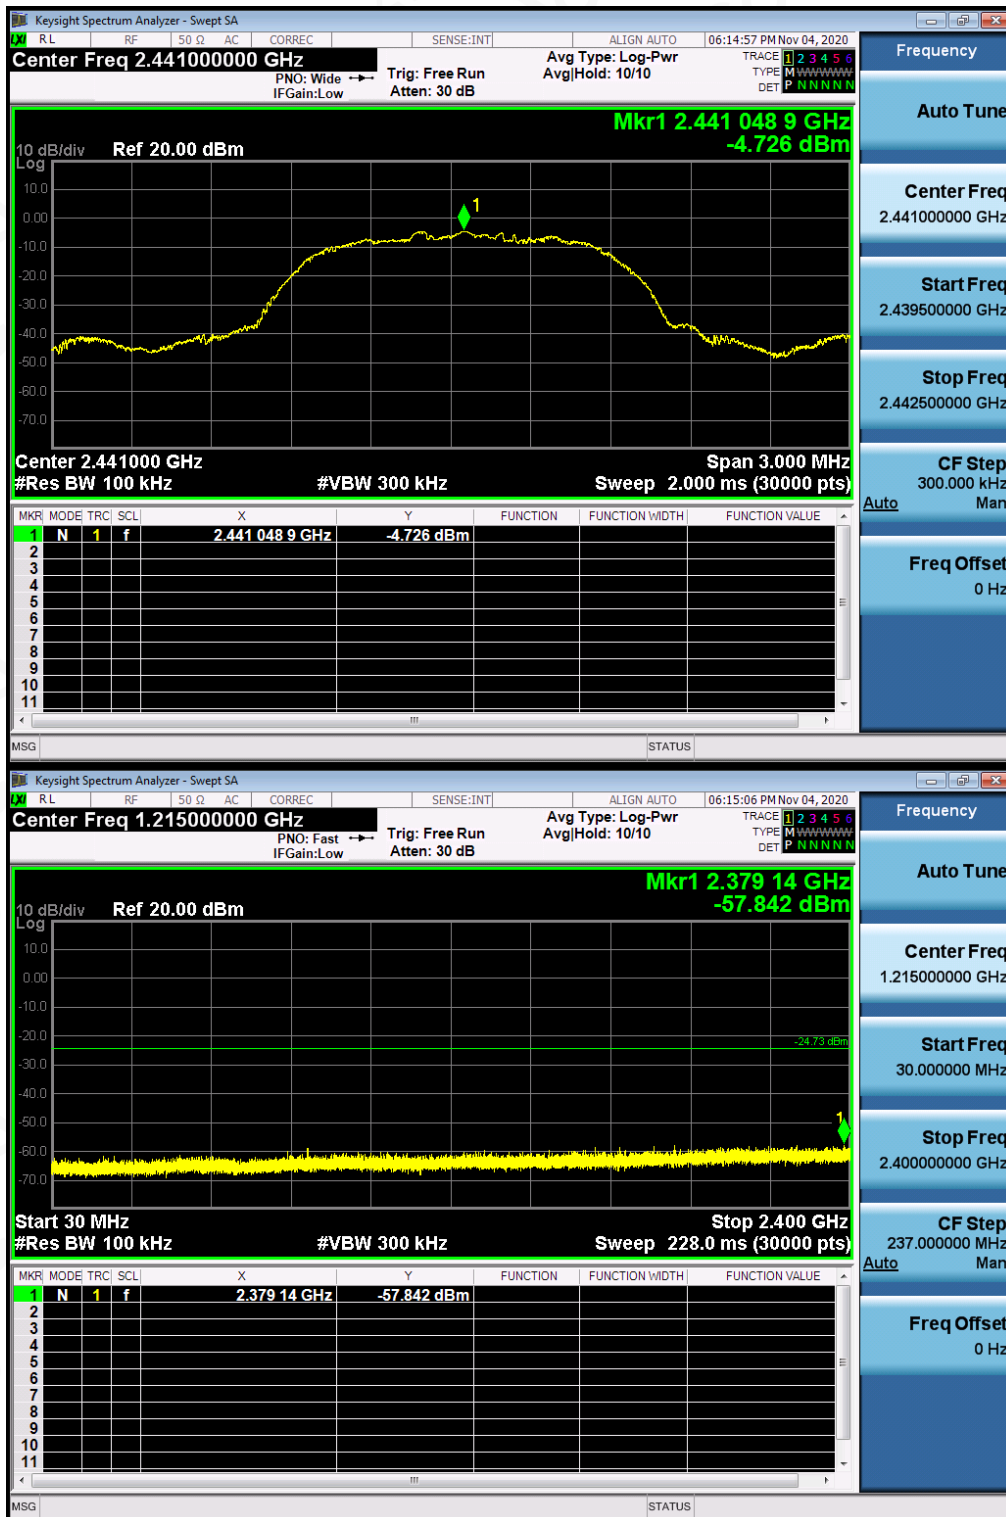 Keysight Spectrum Analyzer - Swept SA
LXI RL RF 50 Ω AC CORREC SENSE:INT ALIGN AUTO 06:14:57 PM Nov 04, 2020
Center Freq 2.441000000 GHz
PNO: Wide
IFGain:Low
Trig: Free Run
Atten: 30 dB
Avg Type: Log-Pwr
Avg|Hold: 10/10
TRACE 1 2 3 4 5 6
TYPE M WWWWW
DET P N N N N N
Mkr1 2.441 048 9 GHz
-4.726 dBm
10 dB/div Ref 20.00 dBm
Log
10.0
0.00
-10.0
-20.0
-30.0
-40.0
-50.0
-60.0
-70.0
1
Center 2.441000 GHz Span 3.000 MHz
#Res BW 100 kHz #VBW 300 kHz Sweep 2.000 ms (30000 pts)
MKR MODE TRC SCL X Y FUNCTION FUNCTION WIDTH FUNCTION VALUE
1 N 1 f 2.441 048 9 GHz -4.726 dBm
2
3
4
5
6
7
8
9
10
11
MSG STATUS
Frequency
Auto Tune
Center Freq
2.441000000 GHz
Start Freq
2.439500000 GHz
Stop Freq
2.442500000 GHz
CF Step
300.000 kHz
Auto Man
Freq Offset
0 Hz
Keysight Spectrum Analyzer - Swept SA
LXI RL RF 50 Ω AC CORREC SENSE:INT ALIGN AUTO 06:15:06 PM Nov 04, 2020
Center Freq 1.215000000 GHz
PNO: Fast
IFGain:Low
Trig: Free Run
Atten: 30 dB
Avg Type: Log-Pwr
Avg|Hold: 10/10
TRACE 1 2 3 4 5 6
TYPE M WWWWW
DET P N N N N N
Mkr1 2.379 14 GHz
-57.842 dBm
10 dB/div Ref 20.00 dBm
Log
10.0
0.00
-10.0
-20.0
-30.0
-40.0
-50.0
-60.0
-70.0
-24.73 dBm
1
Start 30 MHz Stop 2.400 GHz
#Res BW 100 kHz #VBW 300 kHz Sweep 228.0 ms (30000 pts)
MKR MODE TRC SCL X Y FUNCTION FUNCTION WIDTH FUNCTION VALUE
1 N 1 f 2.379 14 GHz -57.842 dBm
2
3
4
5
6
7
8
9
10
11
MSG STATUS
Frequency
Auto Tune
Center Freq
1.215000000 GHz
Start Freq
30.000000 MHz
Stop Freq
2.400000000 GHz
CF Step
237.000000 MHz
Auto Man
Freq Offset
0 Hz